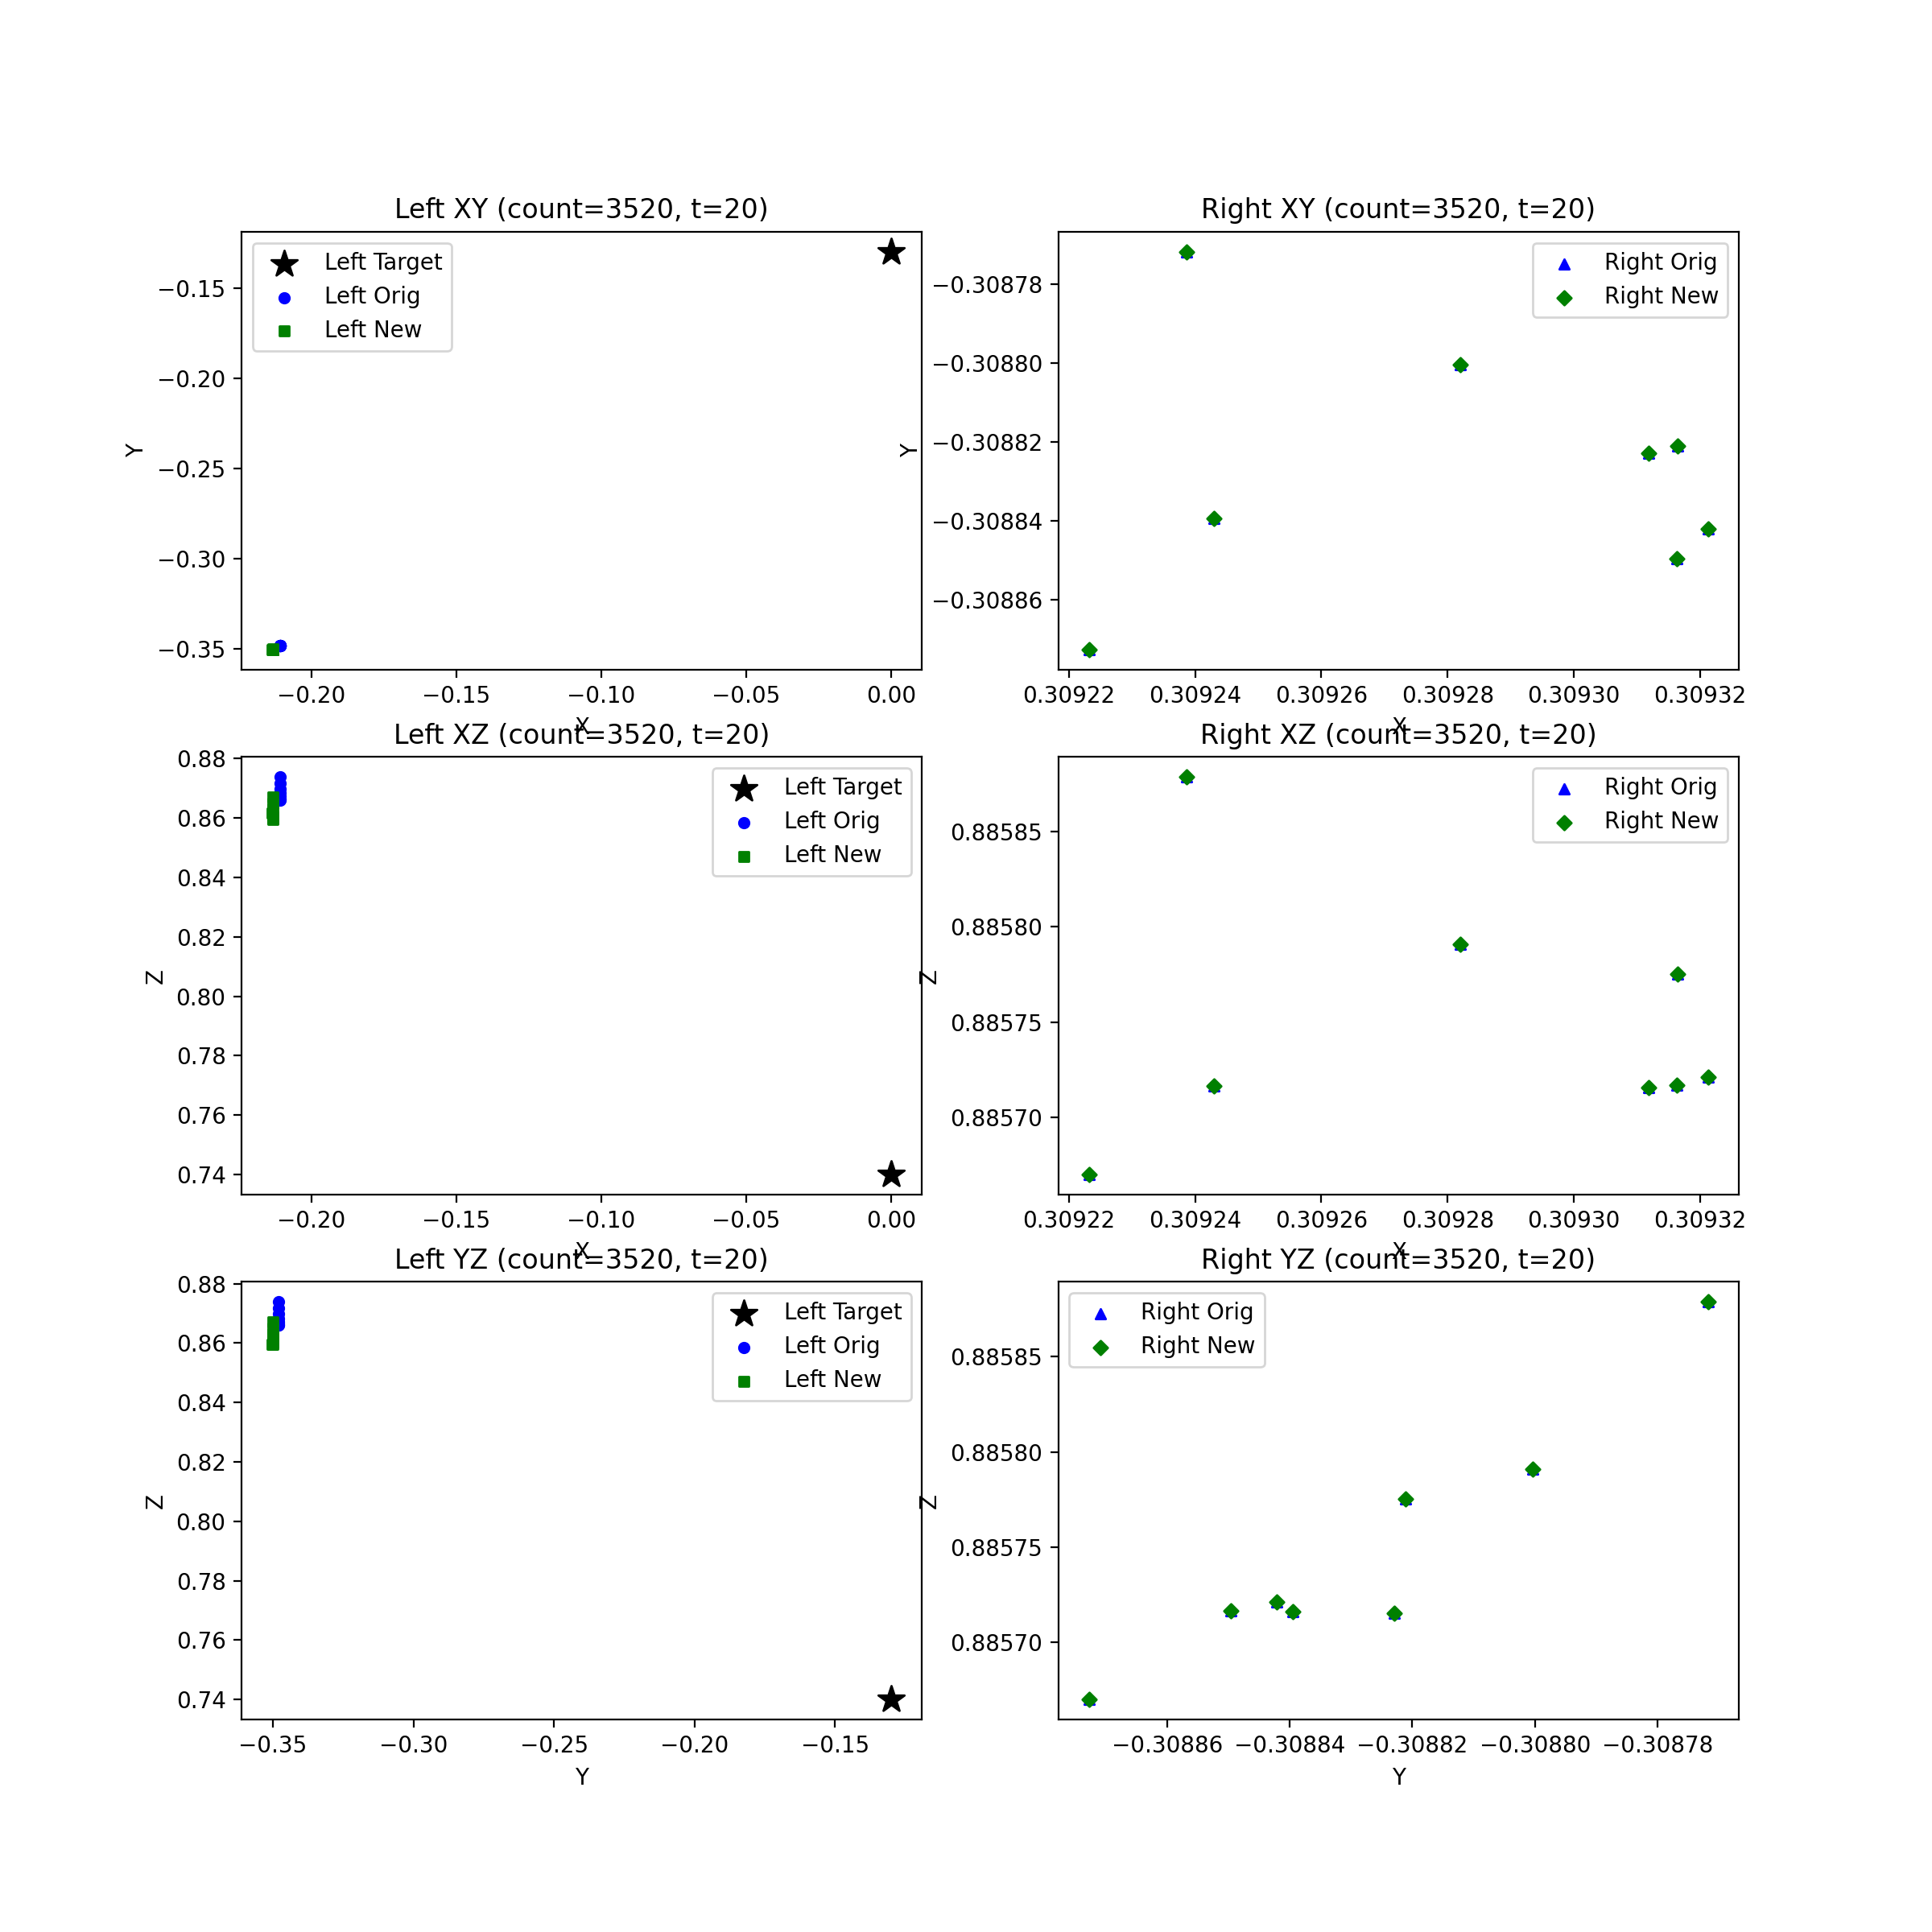 Left XY (count=3520, t=20)
Left Target
Left Orig
Left New
−0.15
−0.20
−0.25
−0.30
−0.35
Y
−0.20
−0.15
−0.10
−0.05
0.00
X
Right XY (count=3520, t=20)
Right Orig
Right New
−0.30878
−0.30880
−0.30882
−0.30884
−0.30886
Y
0.30922
0.30924
0.30926
0.30928
0.30930
0.30932
X
Left XZ (count=3520, t=20)
Left Target
Left Orig
Left New
0.88
0.86
0.84
0.82
0.80
0.78
0.76
0.74
Z
−0.20
−0.15
−0.10
−0.05
0.00
X
Right XZ (count=3520, t=20)
Right Orig
Right New
0.88585
0.88580
0.88575
0.88570
Z
0.30922
0.30924
0.30926
0.30928
0.30930
0.30932
X
Left YZ (count=3520, t=20)
Left Target
Left Orig
Left New
0.88
0.86
0.84
0.82
0.80
0.78
0.76
0.74
Z
−0.35
−0.30
−0.25
−0.20
−0.15
Y
Right YZ (count=3520, t=20)
Right Orig
Right New
0.88585
0.88580
0.88575
0.88570
Z
−0.30886
−0.30884
−0.30882
−0.30880
−0.30878
Y